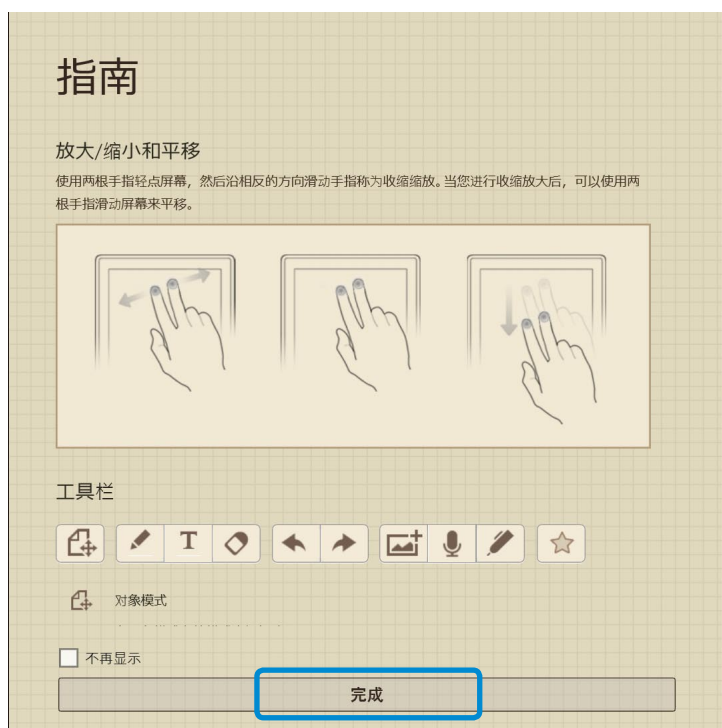 指南
放大/缩小和平移
使用两根手指轻点屏幕，然后沿相反的方向滑动手指称为收缩缩放。当您进行收缩放大后，可以使用两
根手指滑动屏幕来平移。
工具栏
T
对象模式
不再显示
完成